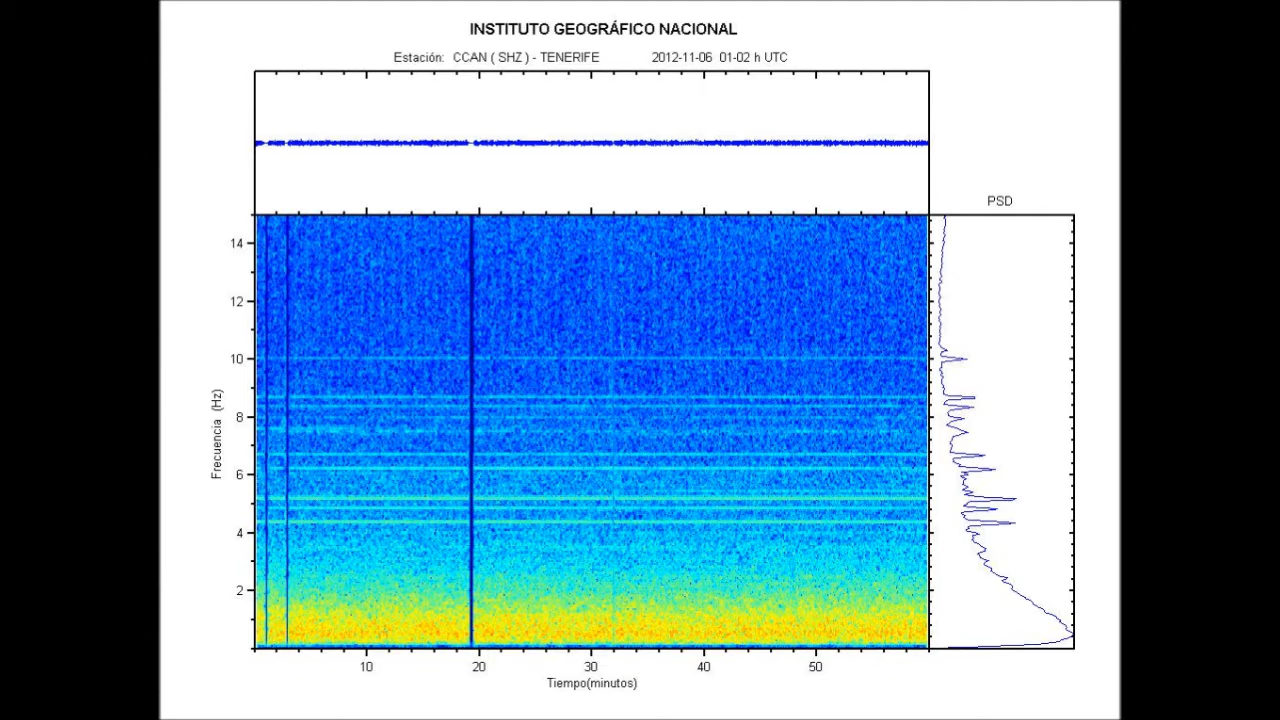 INSTITUTO GEOGRÁFICO NACIONAL
Estación: CCAN ( SHZ ) - TENERIFE 2012-11-06 01-02 h UTC
PSD
14
12
10
8
6
4
2
Frecuencia (Hz)
10 20 30 40 50
Tiempo(minutos)